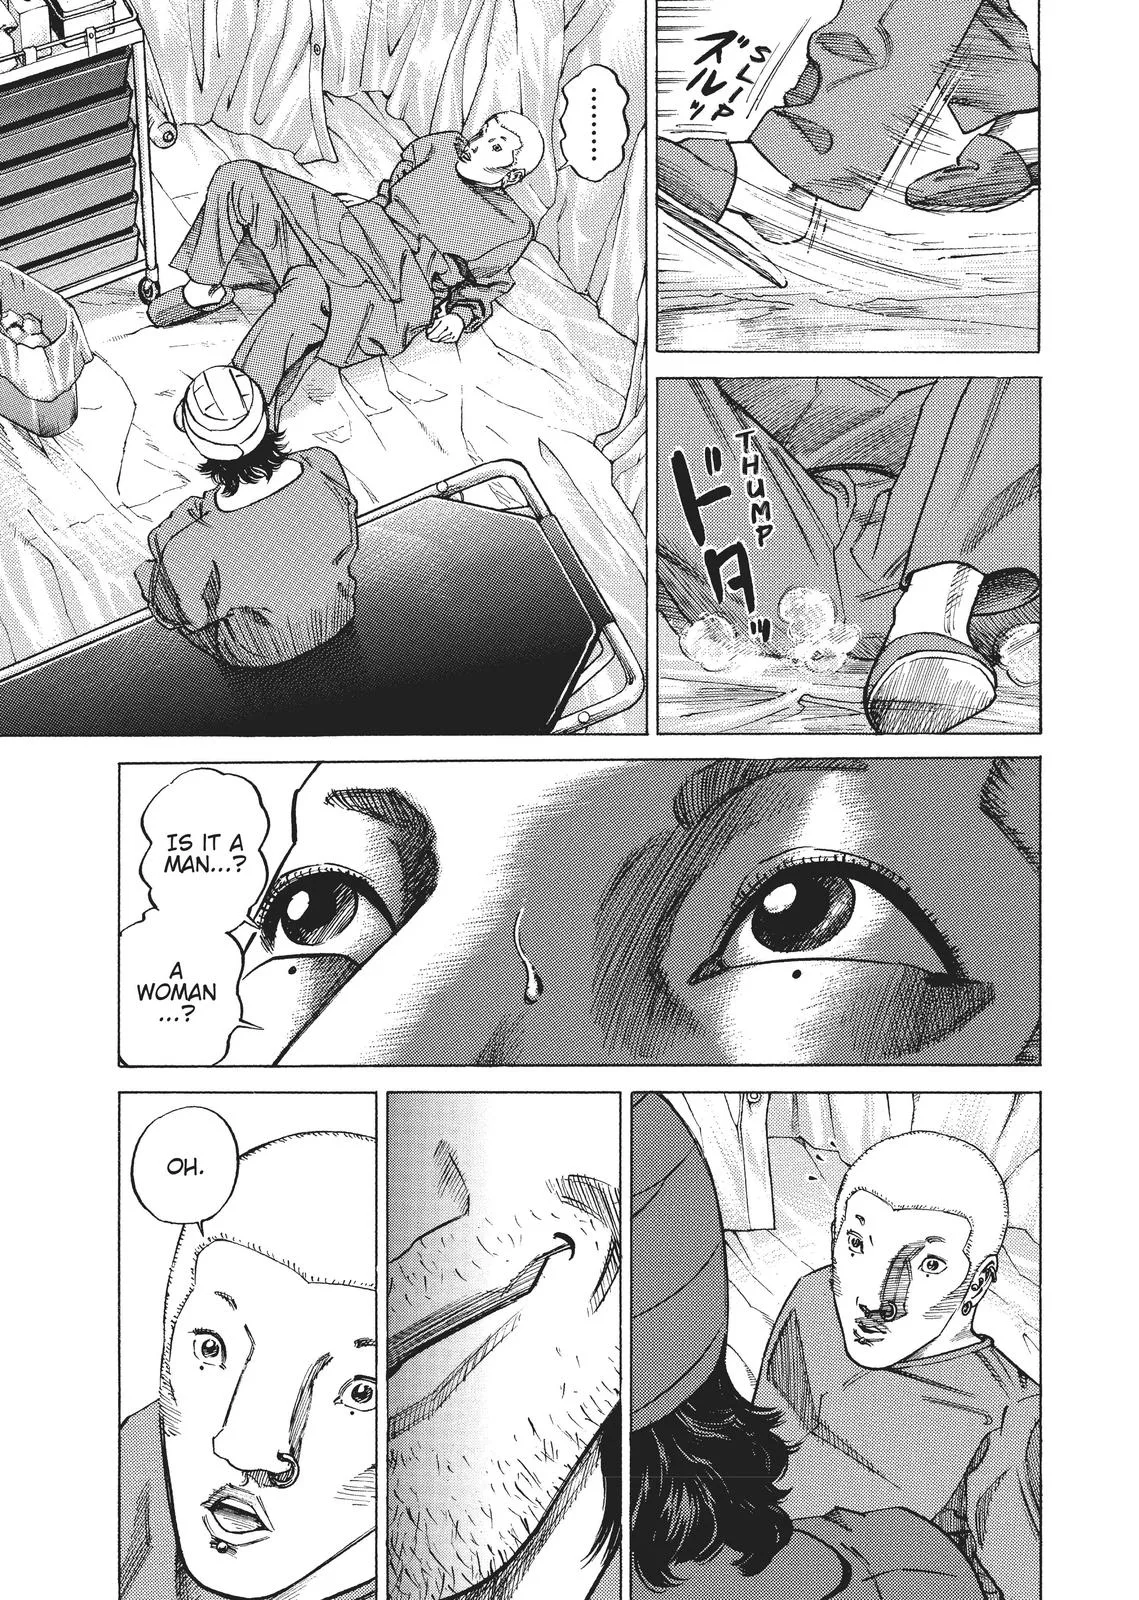 ズルッ
SLIP
………
THUMP
ドタッ
IS IT A
MAN...?
A
WOMAN
...?
OH.